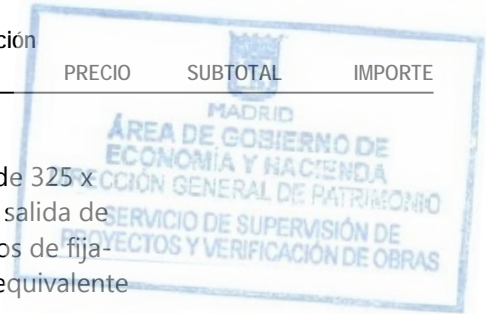 ción
PRECIO SUBTOTAL IMPORTE
MADRID
ÁREA DE GOBIERNO DE
ECONOMÍA Y HACIENDA
DIRECCIÓN GENERAL DE PATRIMONIO
SERVICIO DE SUPERVISIÓN DE
PROYECTOS Y VERIFICACIÓN DE OBRAS
de 325 x
salida de
os de fija-
equivalente